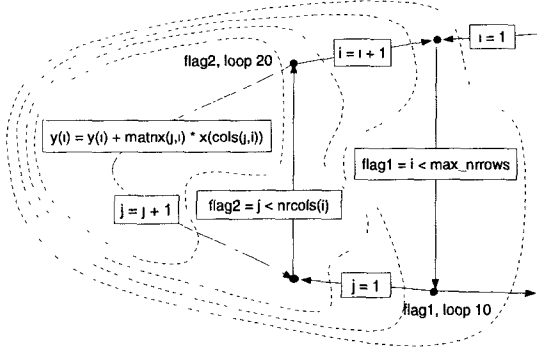 i = 1
i = i + 1
flag2, loop 20
y(i) = y(i) + matrix(j,i) * x(cols(j,i))
flag1 = i < max_nrrows
flag2 = j < nrcols(i)
j = j + 1
j = 1
flag1, loop 10